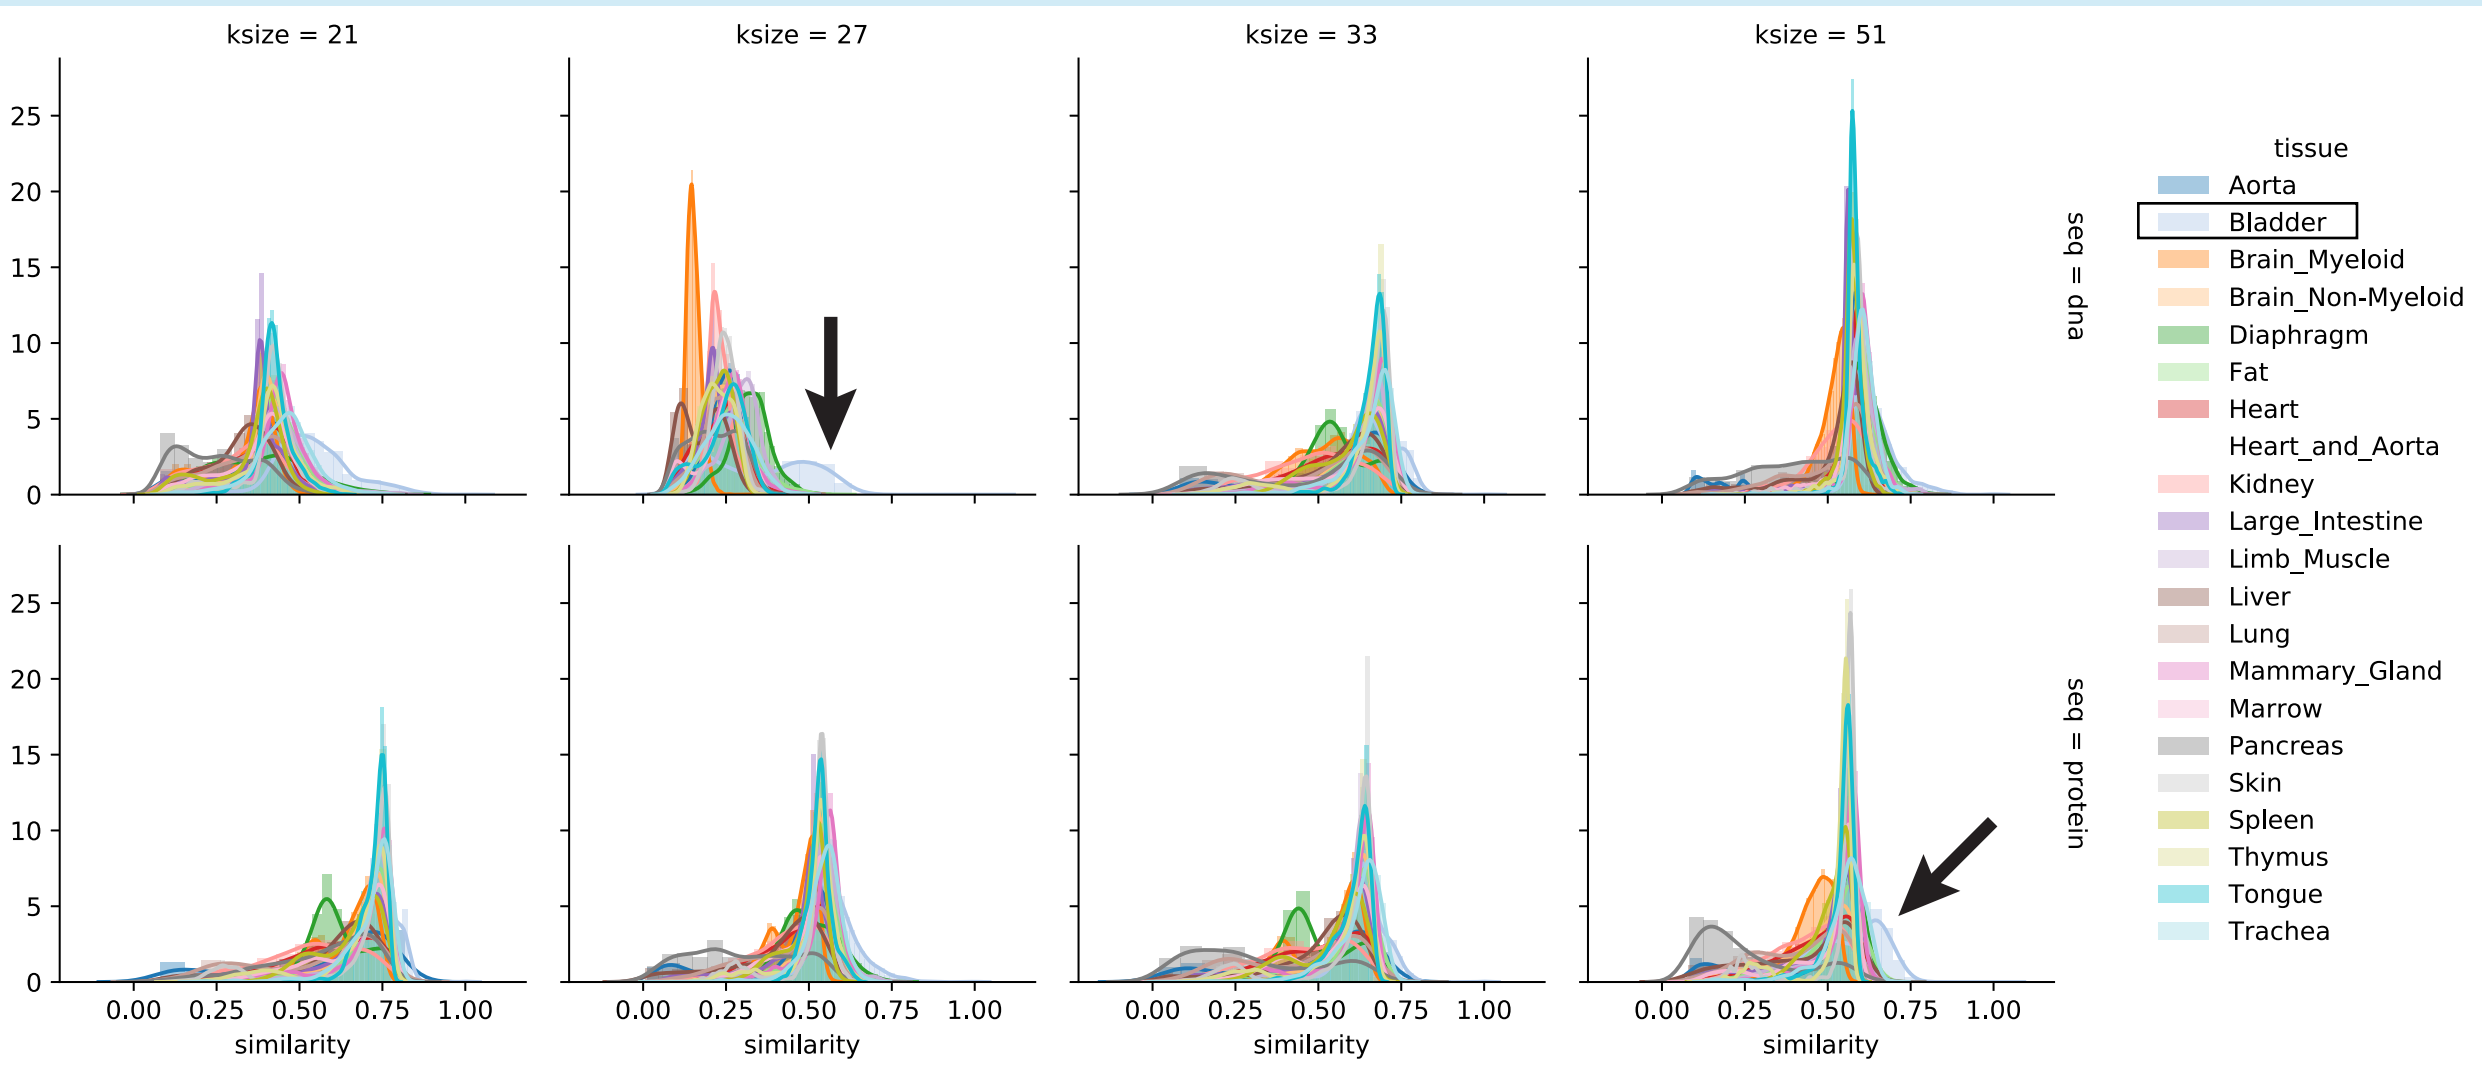 ksize = 21 ksize = 27 ksize = 33 ksize = 51
25
20
15
10
5
0
seq = dna
25
20
15
10
5
0
seq = protein
0.00 0.25 0.50 0.75 1.00 0.00 0.25 0.50 0.75 1.00 0.00 0.25 0.50 0.75 1.00 0.00 0.25 0.50 0.75 1.00
similarity similarity similarity similarity
tissue
Aorta
Bladder
Brain_Myeloid
Brain_Non-Myeloid
Diaphragm
Fat
Heart
Heart_and_Aorta
Kidney
Large_Intestine
Limb_Muscle
Liver
Lung
Mammary_Gland
Marrow
Pancreas
Skin
Spleen
Thymus
Tongue
Trachea